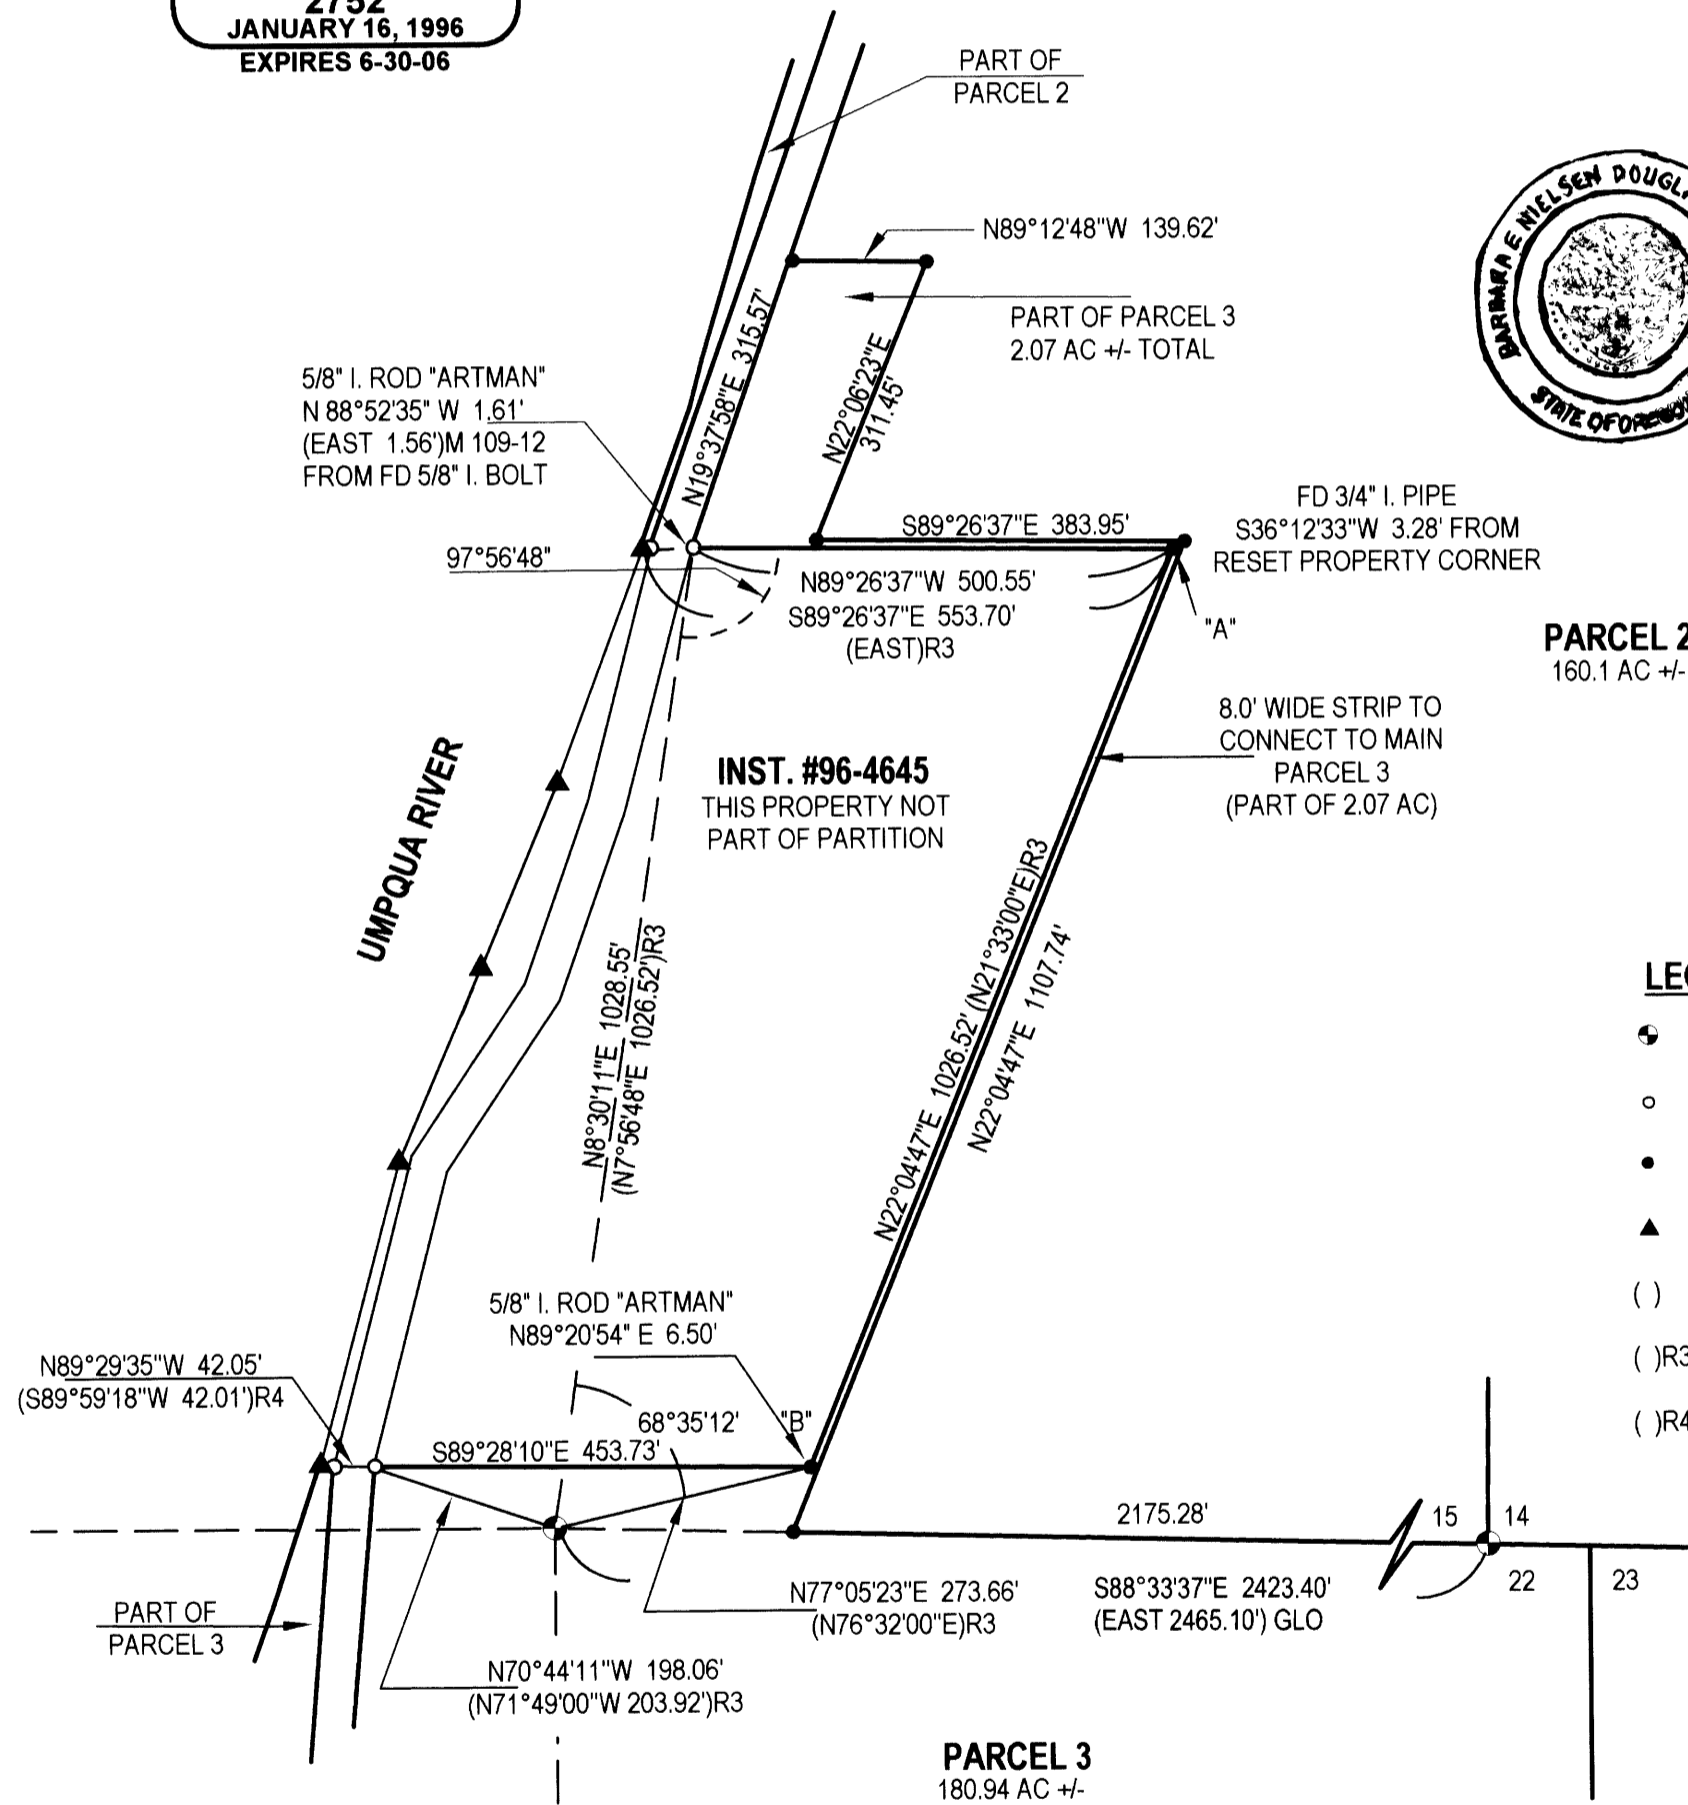 2752
JANUARY 16, 1996
EXPIRES 6-30-06
PART OF
PARCEL 2
BARBARA E NIELSEN
STATE OF OREGON
N89°12'48"W 139.62'
PART OF PARCEL 3
2.07 AC +/- TOTAL
N19°37'58"E 315.57'
N22°06'23"E
311.45'
5/8" I. ROD "ARTMAN"
N 88°52'35" W 1.61'
(EAST 1.56')M 109-12
FROM FD 5/8" I. BOLT
S89°26'37"E 383.95'
FD 3/4" I. PIPE
S36°12'33"W 3.28' FROM
RESET PROPERTY CORNER
97°56'48"
N89°26'37"W 500.55'
S89°26'37"E 553.70'
(EAST)R3
"A"
PARCEL 2
160.1 AC +/-
8.0' WIDE STRIP TO
CONNECT TO MAIN
PARCEL 3
(PART OF 2.07 AC)
INST. #96-4645
THIS PROPERTY NOT
PART OF PARTITION
UMPQUA RIVER
N8°30'11"E 1028.55'
(N7°56'48"E 1026.52')R3
N22°04'47"E 1026.52' (N21°33'00"E)R3
N22°04'47"E 1107.74'
( )
( )R3
( )R4
5/8" I. ROD "ARTMAN"
N89°20'54" E 6.50'
N89°29'35"W 42.05'
(S89°59'18"W 42.01')R4
68°35'12'
"B"
S89°28'10"E 453.73'
2175.28'
15
14
22
23
N77°05'23"E 273.66'
(N76°32'00"E)R3
S88°33'37"E 2423.40'
(EAST 2465.10') GLO
PART OF
PARCEL 3
N70°44'11"W 198.06'
(N71°49'00"W 203.92')R3
PARCEL 3
180.94 AC +/-